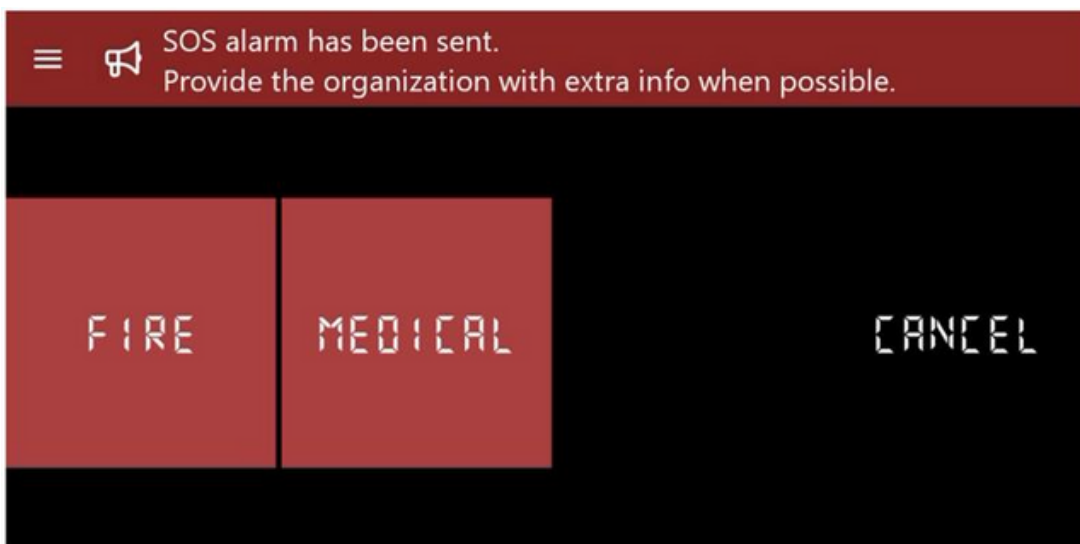 SOS alarm has been sent.
Provide the organization with extra info when possible.
FIRE MEDICAL CANCEL